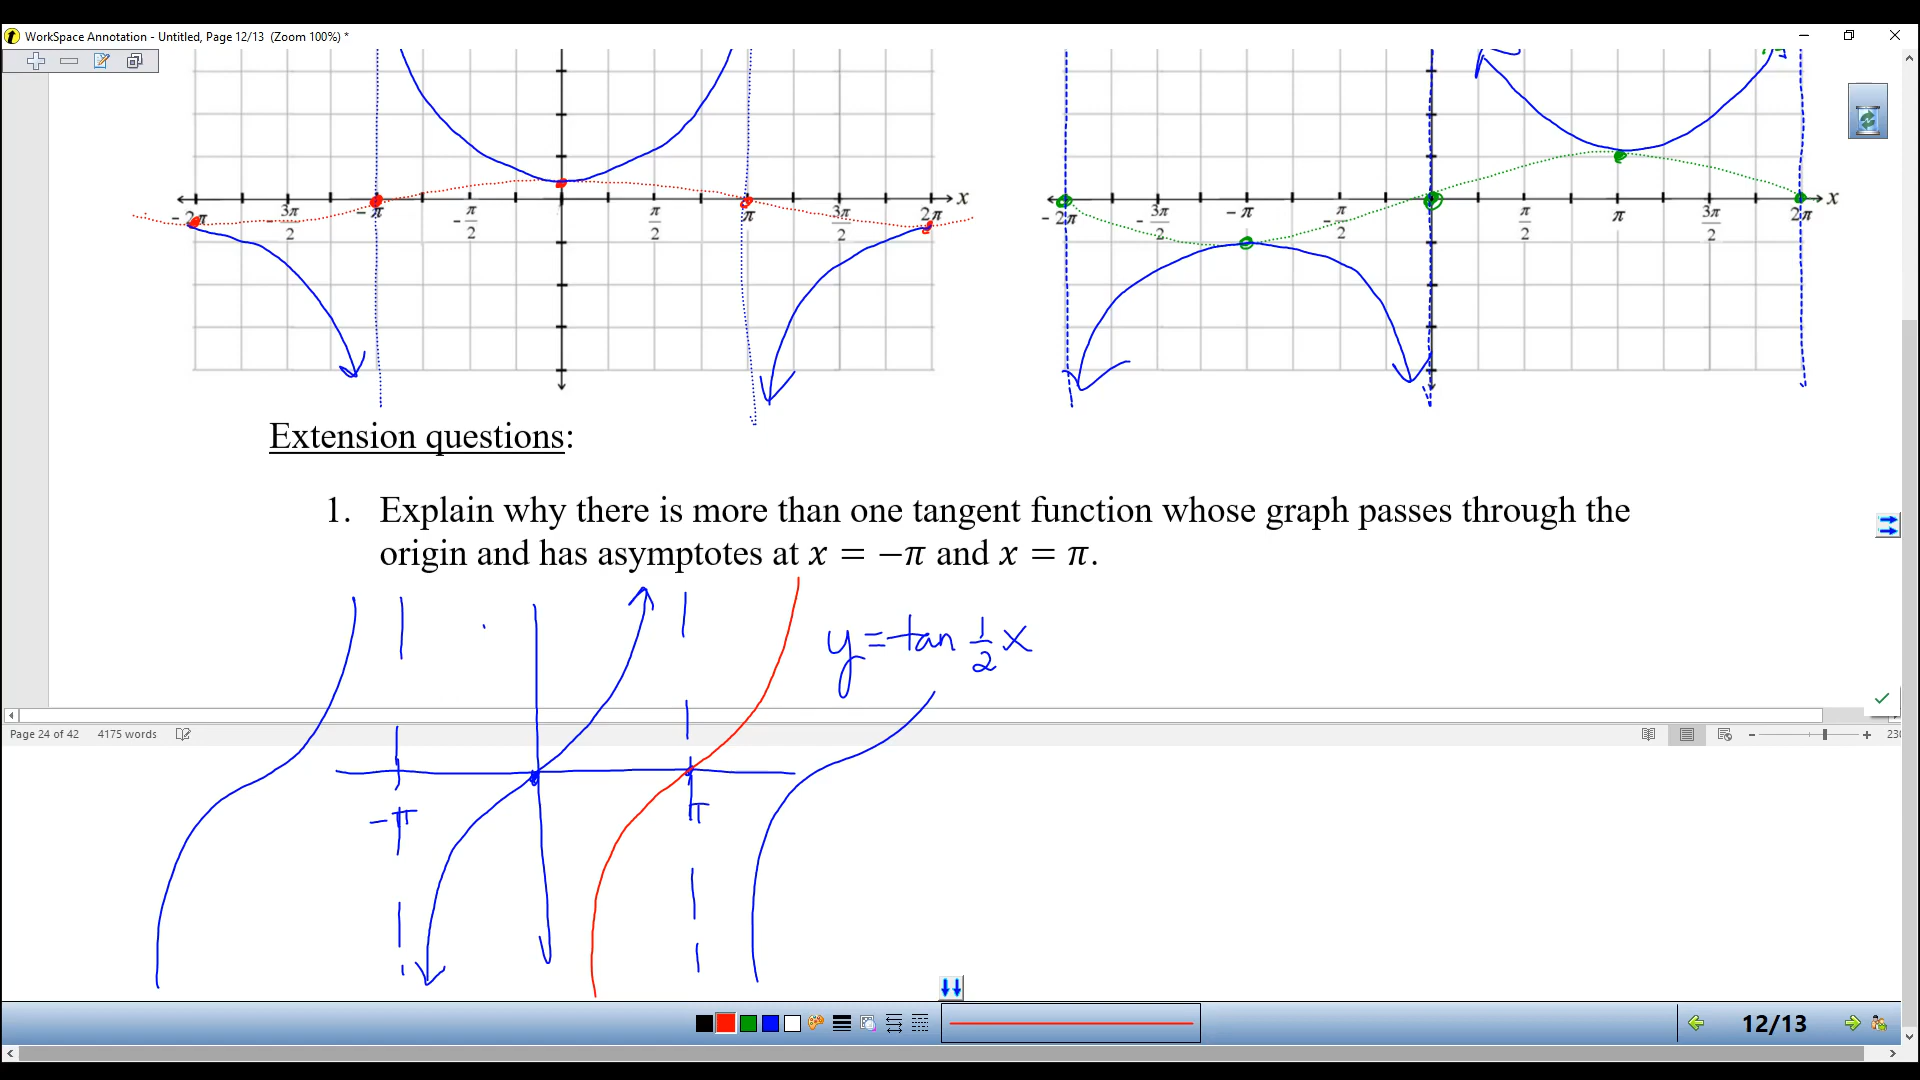 WorkSpace Annotation - Untitled, Page 12/13 (Zoom 100%) *
x
- 2π - 3π/2 - π - π/2 π/2 π 3π/2 2π
x
- 2π - 3π/2 - π - π/2 π/2 π 3π/2 2π
Extension questions:
1. Explain why there is more than one tangent function whose graph passes through the
origin and has asymptotes at x = −π and x = π.
y = tan 1/2 x
Page 24 of 42 4175 words
- +
-π π
12/13